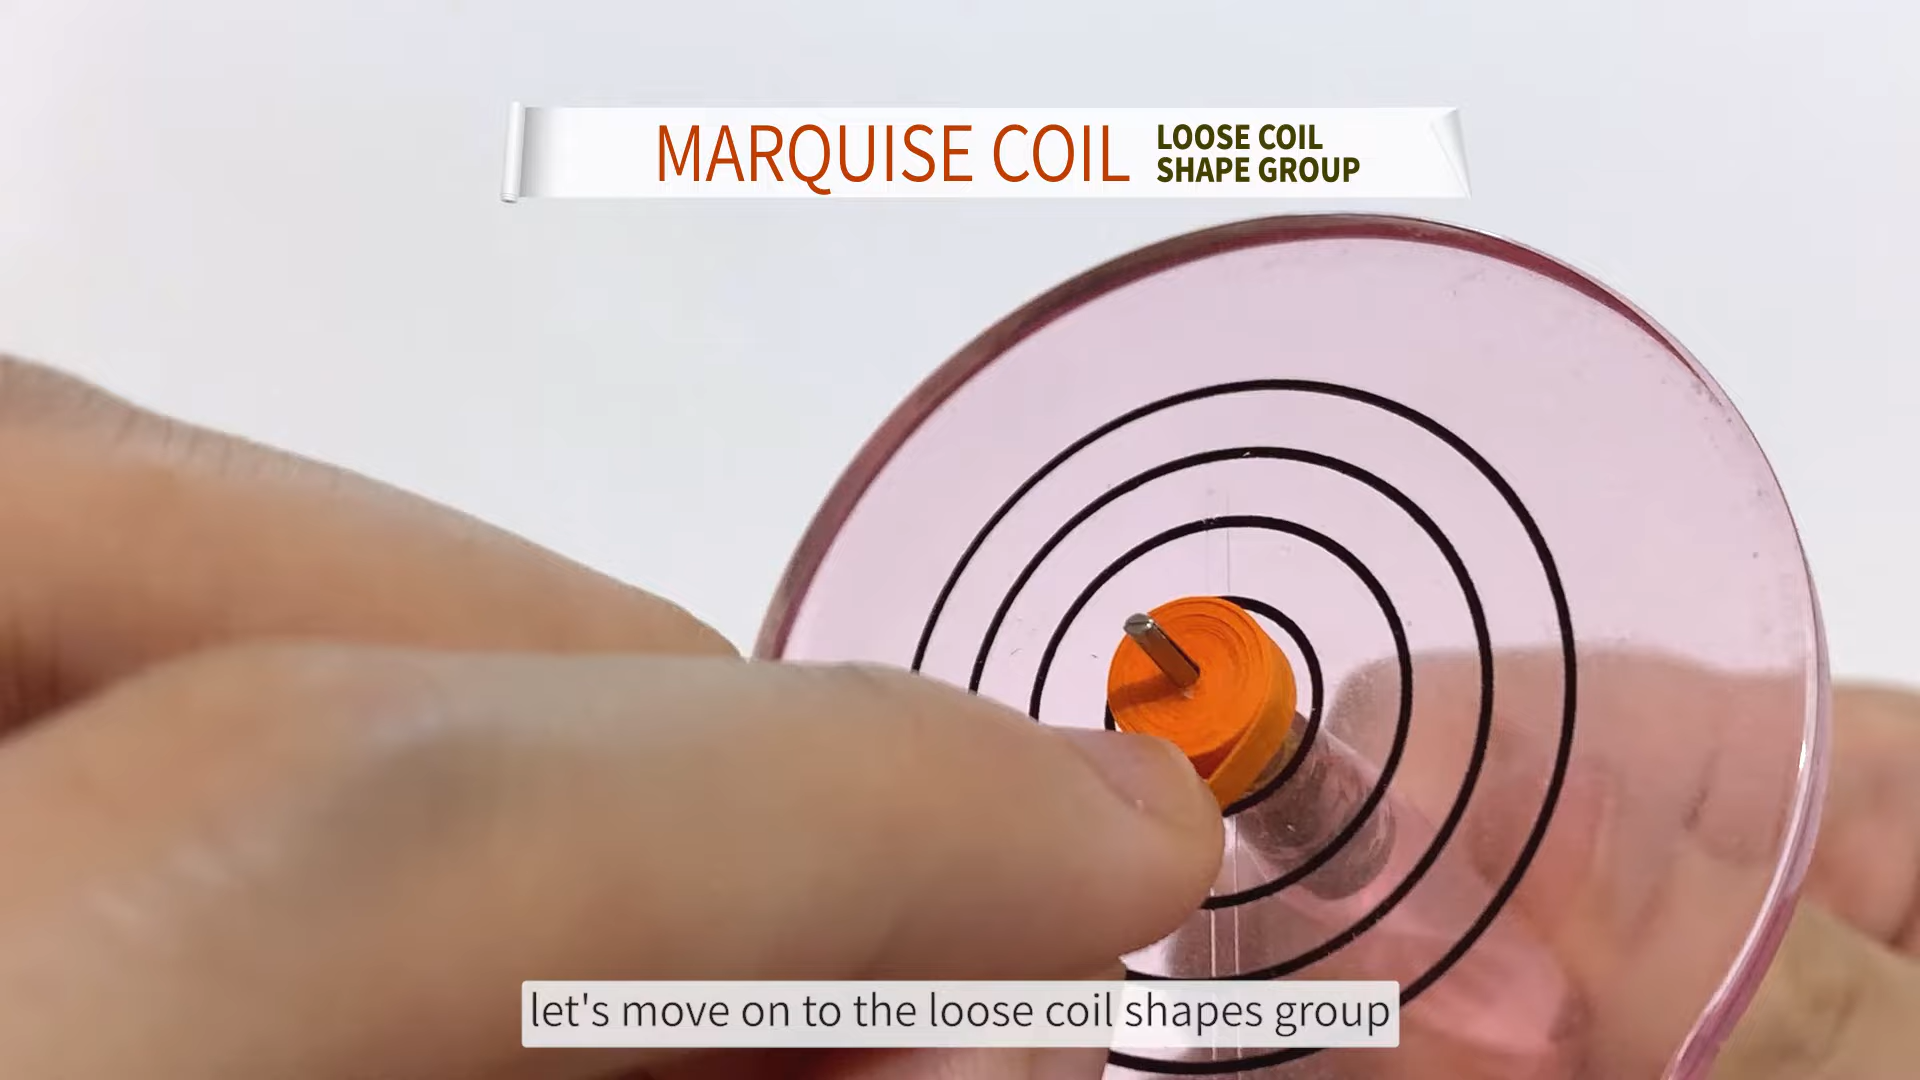 MARQUISE COIL
LOOSE COIL
SHAPE GROUP
let's move on to the loose coil shapes group